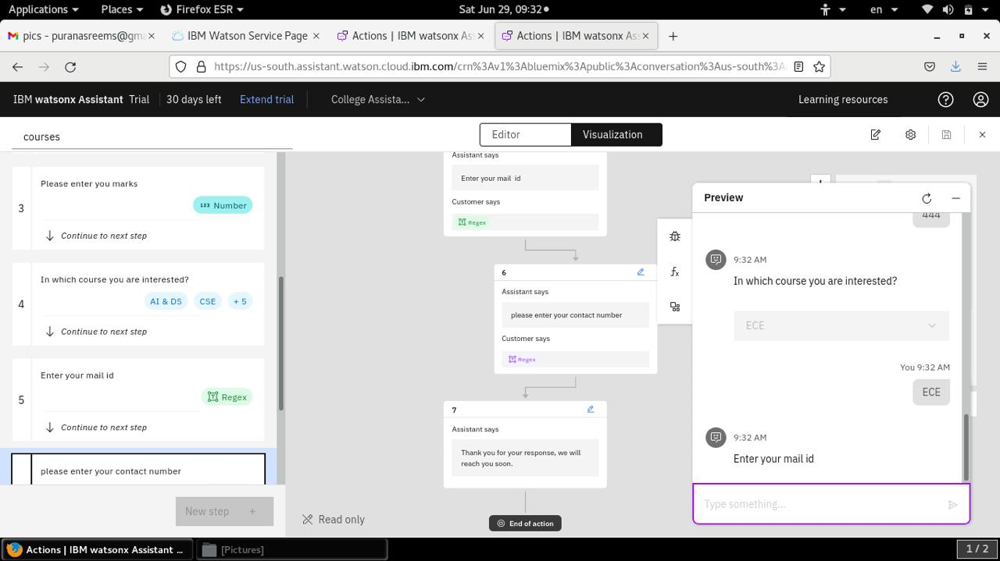 Applications
Places
Firefox ESR
Sat Jun 29, 09:32
en
pics - puranasreems@gma
IBM Watson Service Page
Actions | IBM watsonx Ass
Actions | IBM watsonx Ass
https://us-south.assistant.watson.cloud.ibm.com/crn%3Av1%3Abluemix%3Apublic%3Aconversation%3Aus-south%3A
IBM watsonx Assistant Trial
30 days left
Extend trial
College Assista...
Learning resources
courses
Editor
Visualization
3
Please enter you marks
123 Number
Continue to next step
4
In which course you are interested?
AI & DS
CSE
+ 5
Continue to next step
5
Enter your mail id
Regex
Continue to next step
please enter your contact number
New step +
Assistant says
Enter your mail id
Customer says
Regex
6
Assistant says
please enter your contact number
Customer says
Regex
7
Assistant says
Thank you for your response, we will
reach you soon.
End of action
Read only
fx
Preview
444
9:32 AM
In which course you are interested?
ECE
You 9:32 AM
ECE
9:32 AM
Enter your mail id
Type something...
Actions | IBM watsonx Assistant ...
[Pictures]
1 / 2